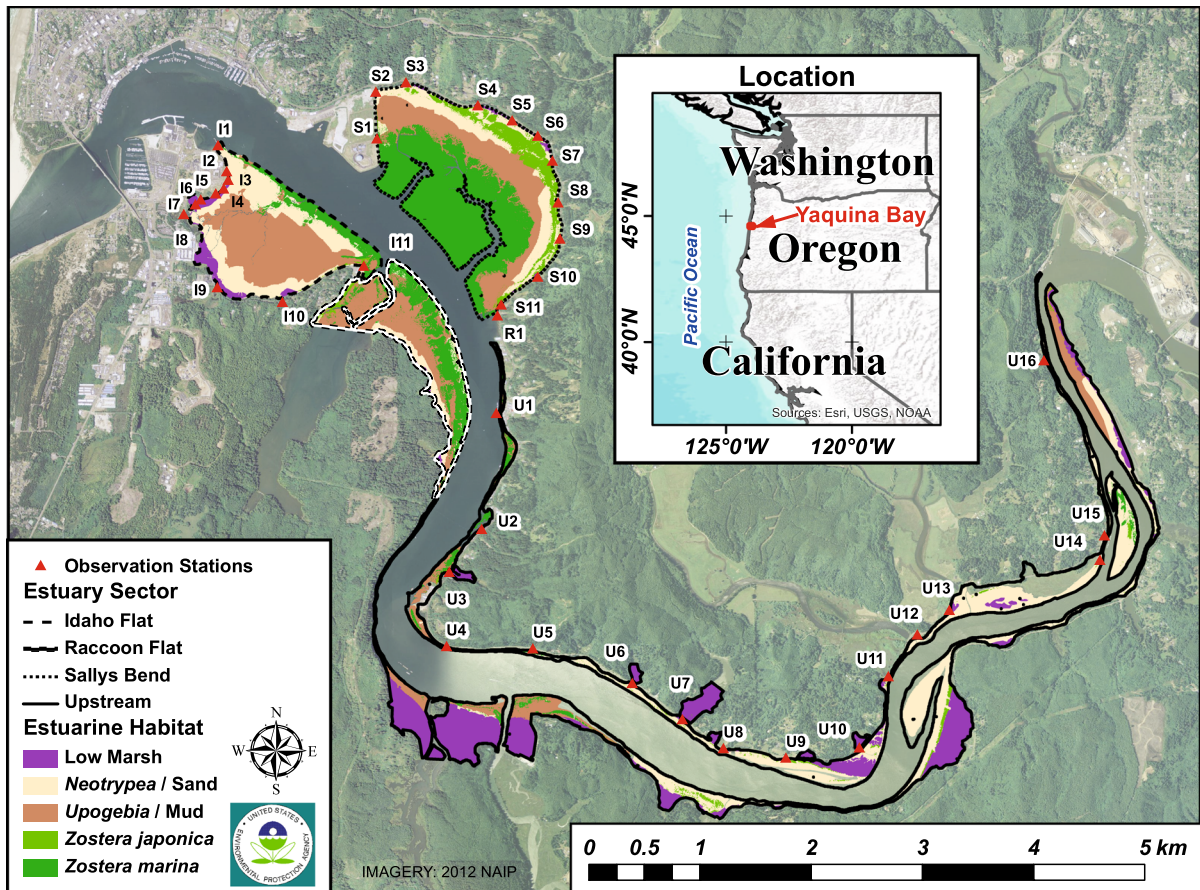 S1
S2
S3
S4
S5
S6
S7
S8
S9
S10
S11
R1
I1
I2
I3
I4
I5
I6
I7
I8
I9
I10
I11
U1
U2
U3
U4
U5
U6
U7
U8
U9
U10
U11
U12
U13
U14
U15
U16
Location
Washington
Yaquina Bay
Oregon
California
Pacific Ocean
45°0'N
40°0'N
Sources: Esri, USGS, NOAA
125°0'W
120°0'W
Observation Stations
Estuary Sector
Idaho Flat
Raccoon Flat
Sallys Bend
Upstream
Estuarine Habitat
Low Marsh
Neotrypea / Sand
Upogebia / Mud
Zostera japonica
Zostera marina
N
W
E
S
UNITED STATES
ENVIRONMENTAL PROTECTION AGENCY
IMAGERY: 2012 NAIP
0 0.5 1 2 3 4 5 km